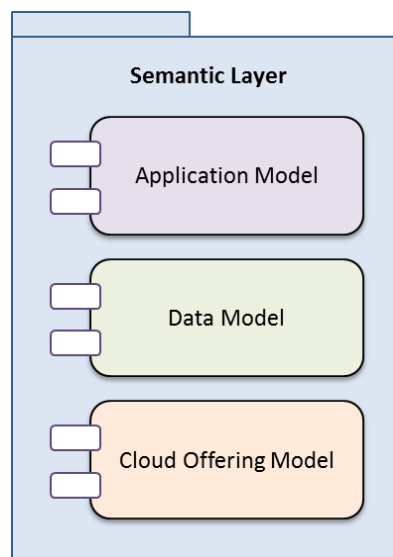 Semantic Layer
Application Model
Data Model
Cloud Offering Model